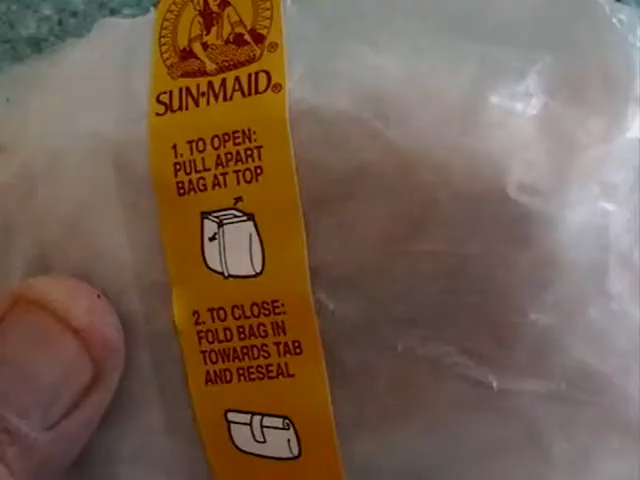 SUN•MAID®
1. TO OPEN:
PULL APART
BAG AT TOP
2. TO CLOSE:
FOLD BAG IN
TOWARDS TAB
AND RESEAL